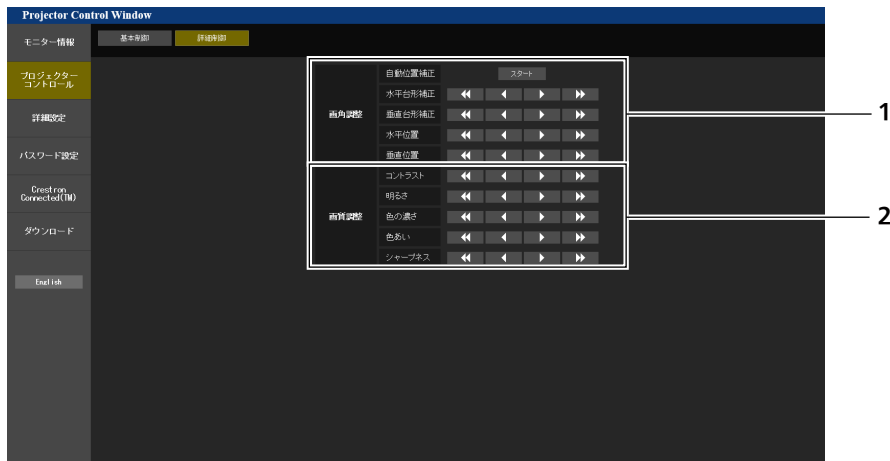 Projector Control Window
モニター情報
基本制御
詳細制御
プロジェクター
コントロール
詳細設定
パスワード設定
Crestron
Connected(TM)
ダウンロード
English
画角調整
自動位置補正
スタート
水平台形補正
垂直台形補正
水平位置
垂直位置
1
画質調整
コントラスト
明るさ
色の濃さ
色あい
シャープネス
2